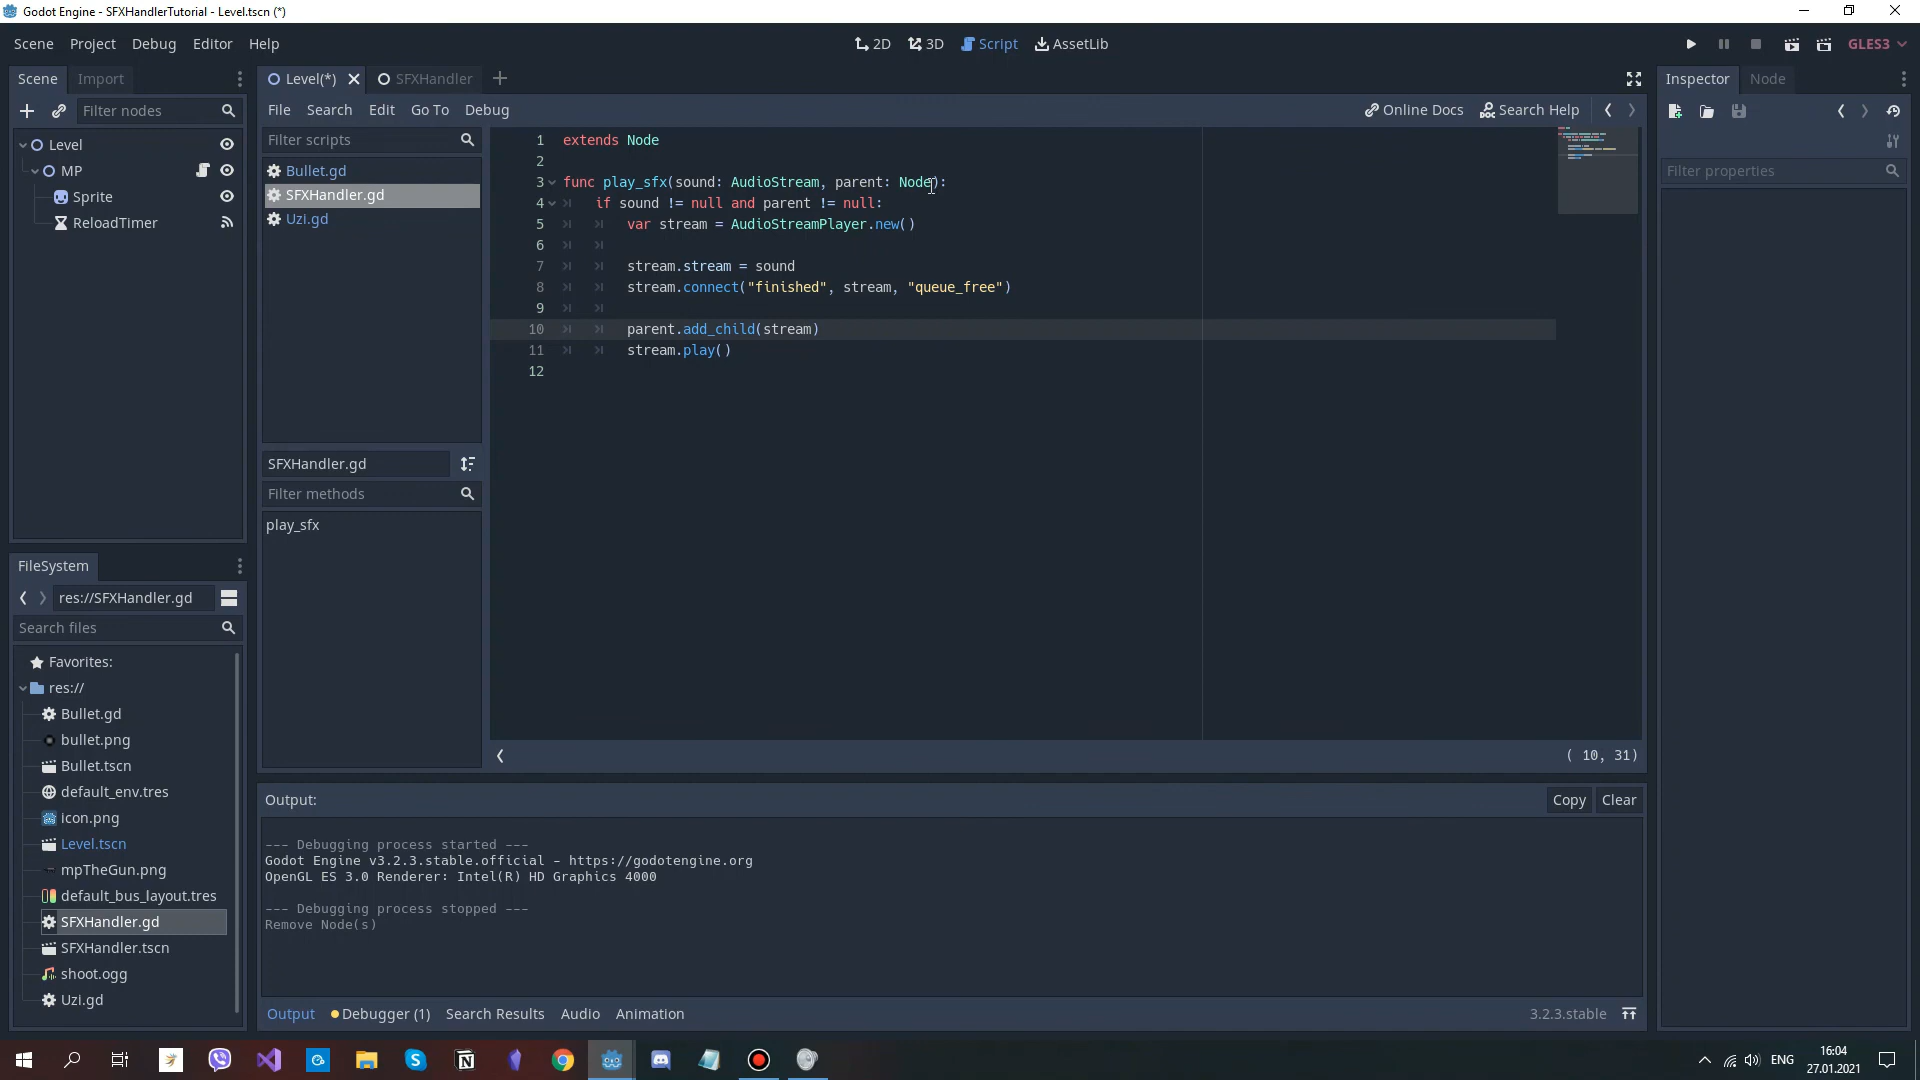 Godot Engine - SFXHandlerTutorial - Level.tscn (*)
Scene Project Debug Editor Help
2D 3D Script AssetLib
GLES3
Scene Import
Filter nodes
Level
MP
Sprite
ReloadTimer
Level(*) SFXHandler
File Search Edit Go To Debug
Online Docs Search Help
Filter scripts
Bullet.gd
SFXHandler.gd
Uzi.gd
SFXHandler.gd
Filter methods
play_sfx
1 extends Node
2
3 func play_sfx(sound: AudioStream, parent: Node):
4 if sound != null and parent != null:
5 var stream = AudioStreamPlayer.new()
6
7 stream.stream = sound
8 stream.connect("finished", stream, "queue_free")
9
10 parent.add_child(stream)
11 stream.play()
12
( 10, 31)
Inspector Node
Filter properties
FileSystem
res://SFXHandler.gd
Search files
Favorites:
res://
Bullet.gd
bullet.png
Bullet.tscn
default_env.tres
icon.png
Level.tscn
mpTheGun.png
default_bus_layout.tres
SFXHandler.gd
SFXHandler.tscn
shoot.ogg
Uzi.gd
Output:
Copy Clear
--- Debugging process started ---
Godot Engine v3.2.3.stable.official - https://godotengine.org
OpenGL ES 3.0 Renderer: Intel(R) HD Graphics 4000
--- Debugging process stopped ---
Remove Node(s)
Output Debugger (1) Search Results Audio Animation
3.2.3.stable
ENG
16:04
27.01.2021